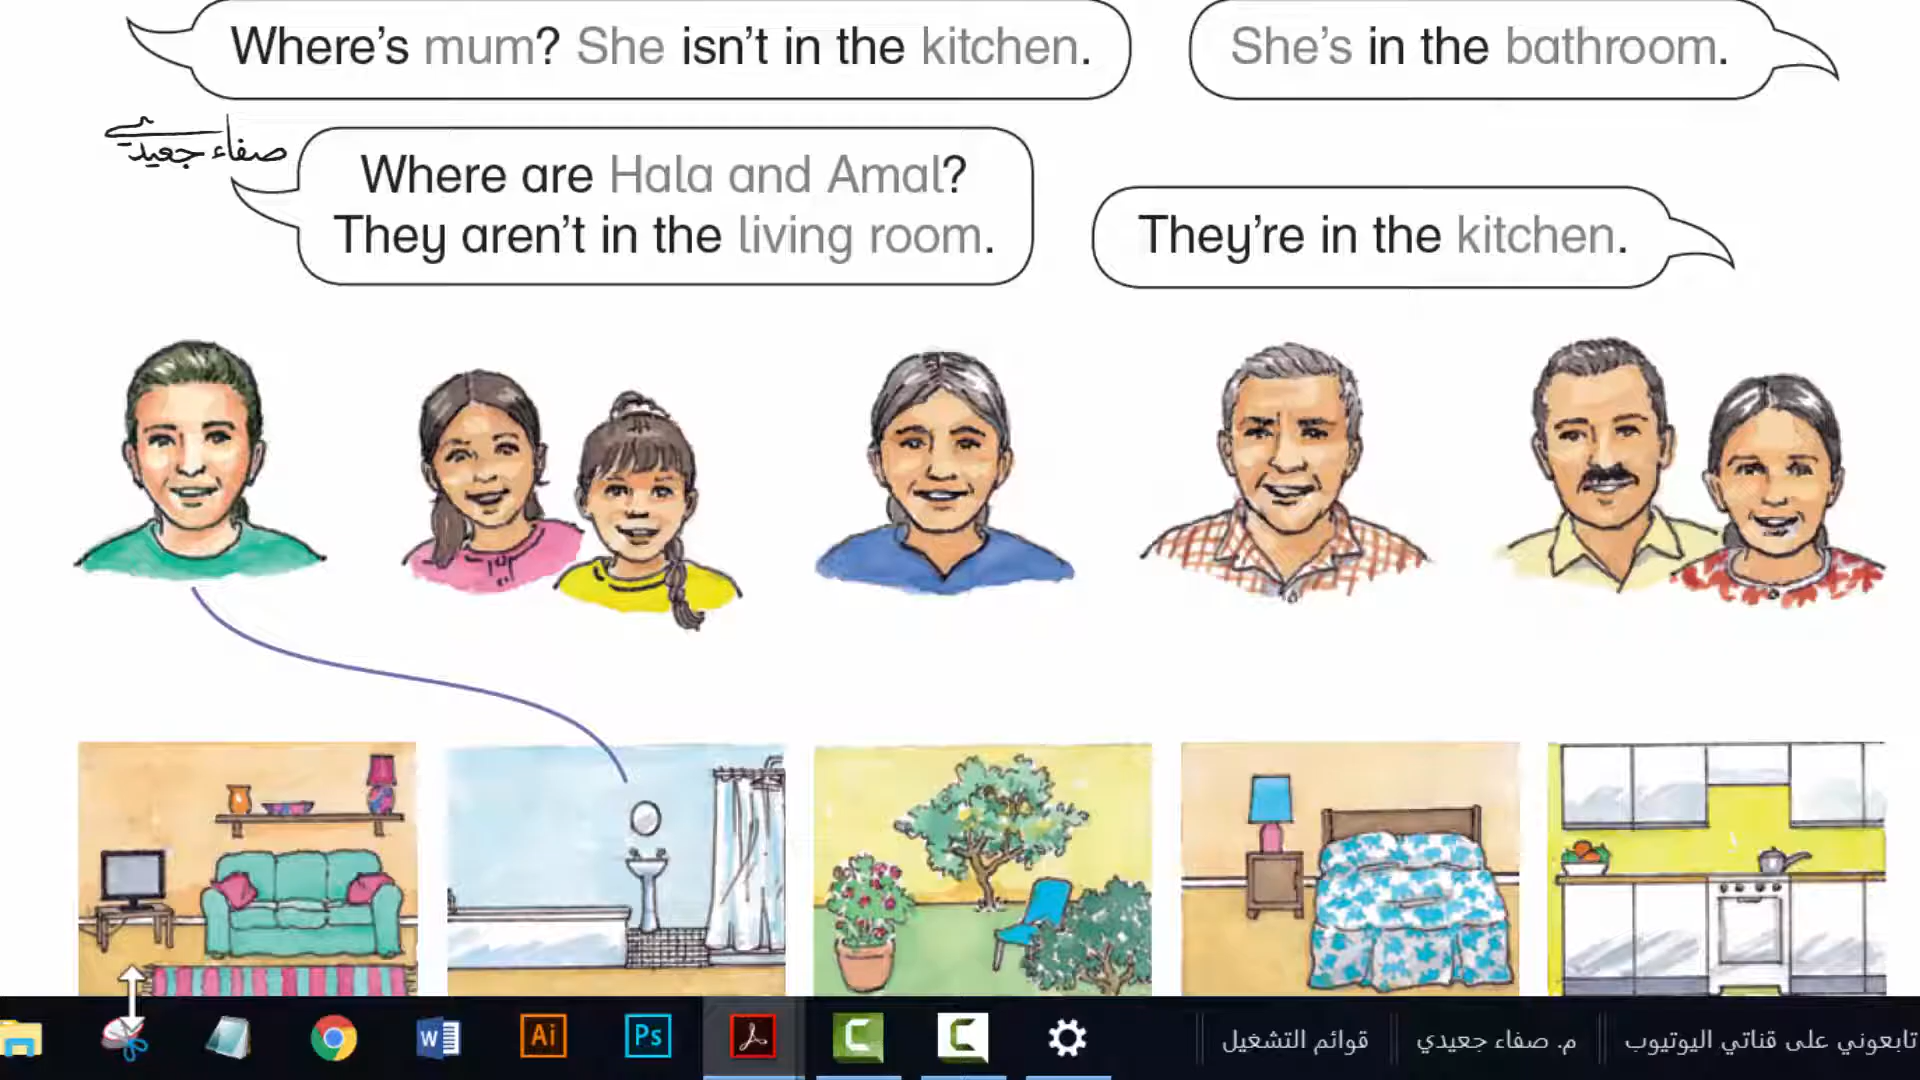 Where's mum? She isn't in the kitchen.
She's in the bathroom.
صفاء جعيدي
Where are Hala and Amal?
They aren't in the living room.
They're in the kitchen.
W
Ai
Ps
C
C
قوائم التشغيل
م. صفاء جعيدي
تابعوني على قناتي اليوتيوب